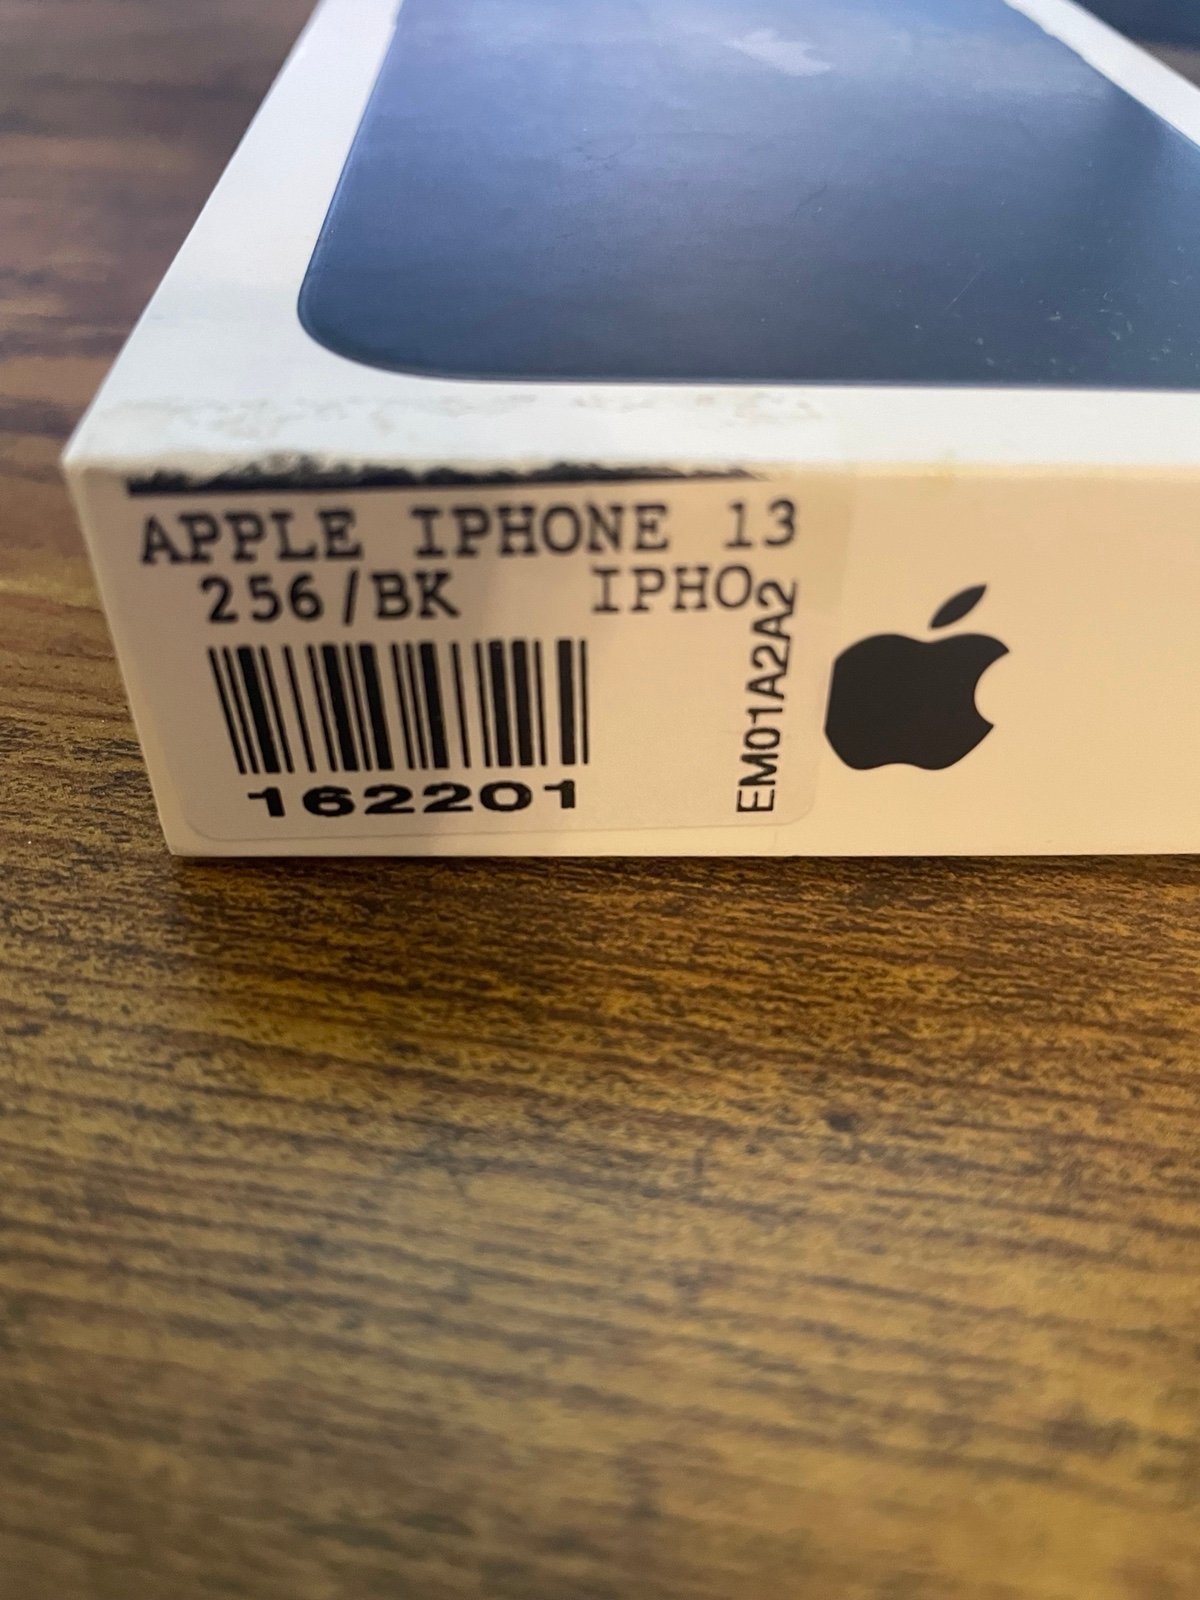 APPLE IPHONE 13
256/BK IPHO
EM01A2A2
162201